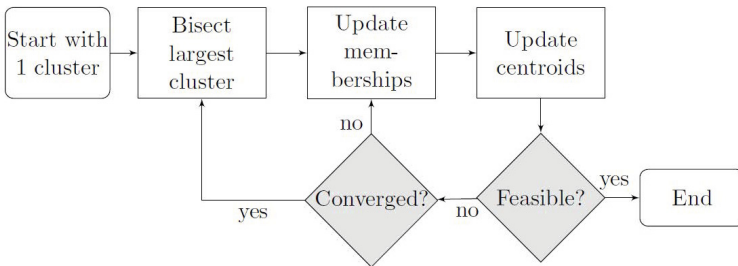 Start with
1 cluster
Bisect
largest
cluster
Update
mem-
berships
Update
centroids
no
Converged?
yes
no
Feasible?
yes
End